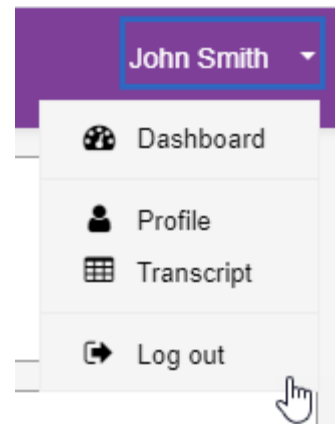 John Smith
Dashboard
Profile
Transcript
Log out